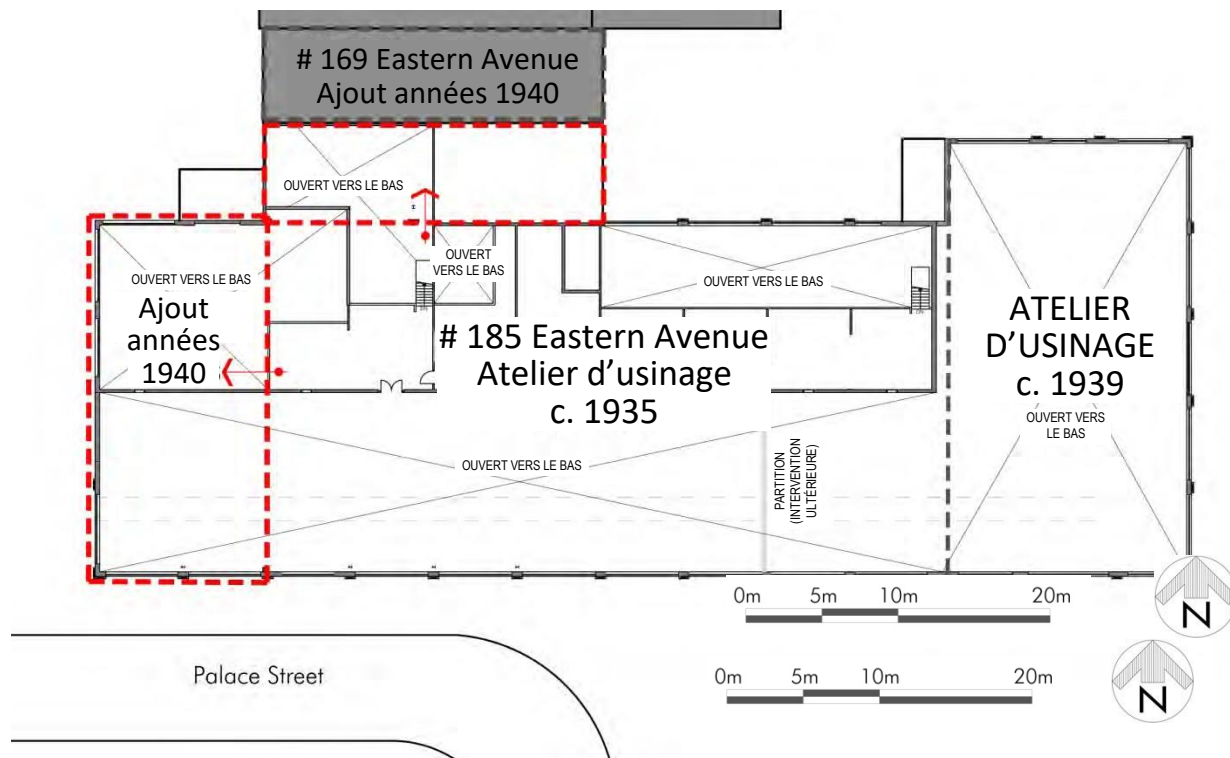 # 169 Eastern Avenue
Ajout années 1940
OUVERT VERS LE BAS
OUVERT VERS LE BAS
Ajout
années
1940
OUVERT
VERS LE BAS
OUVERT VERS LE BAS
# 185 Eastern Avenue
Atelier d'usinage
c. 1935
ATELIER
D'USINAGE
c. 1939
OUVERT VERS
LE BAS
OUVERT VERS LE BAS
PARTITION
(INTERVENTION
ULTÉRIEURE)
0m 5m 10m 20m
N
Palace Street
0m 5m 10m 20m
N